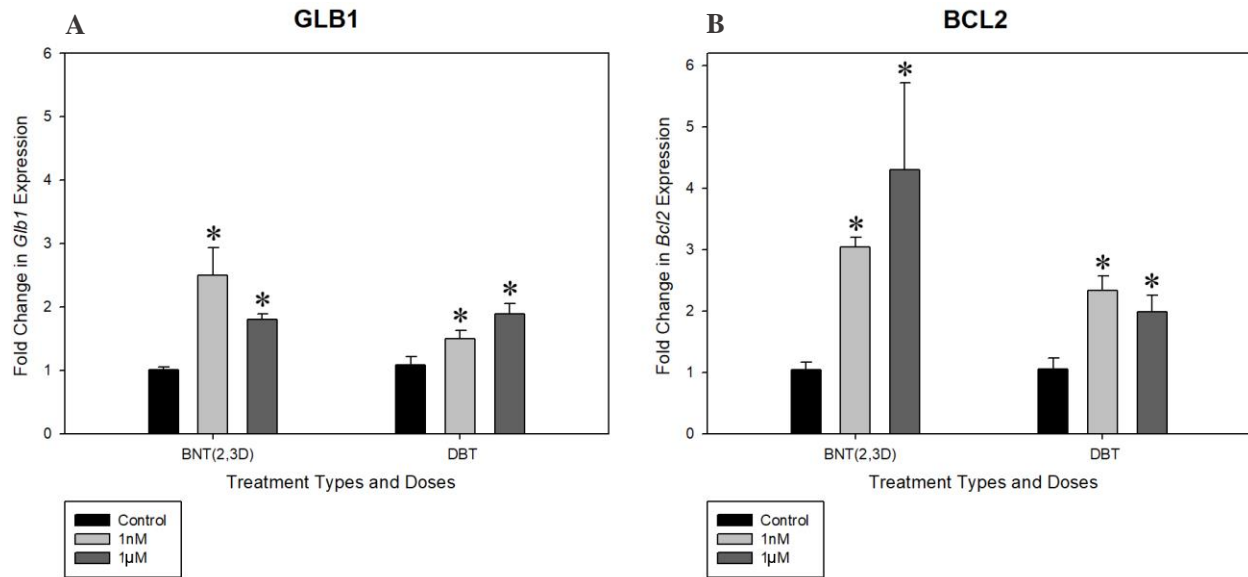 A
GLB1
6
5
4
3
2
1
0
Fold Change in Glb1 Expression
*
*
*
*
BNT(2,3D)
DBT
Treatment Types and Doses
Control
1nM
1µM
B
BCL2
6
5
4
3
2
1
0
Fold Change in Bcl2 Expression
*
*
*
*
BNT(2,3D)
DBT
Treatment Types and Doses
Control
1nM
1µM